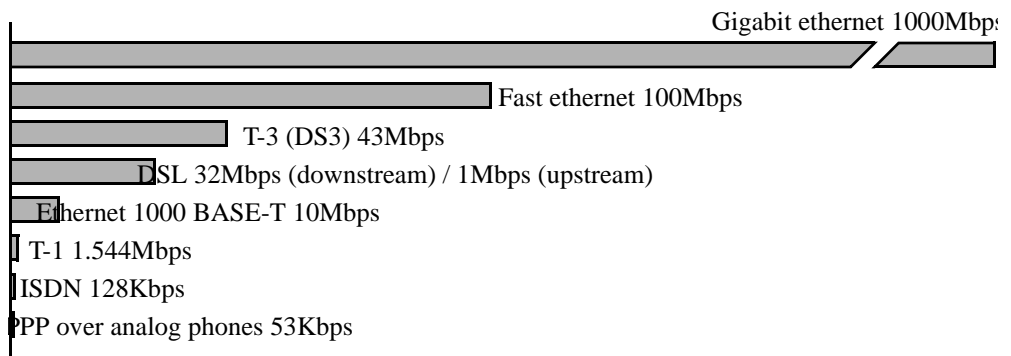 Gigabit ethernet 1000Mbps
Fast ethernet 100Mbps
T-3 (DS3) 43Mbps
DSL 32Mbps (downstream) / 1Mbps (upstream)
Ethernet 1000 BASE-T 10Mbps
T-1 1.544Mbps
ISDN 128Kbps
PPP over analog phones 53Kbps